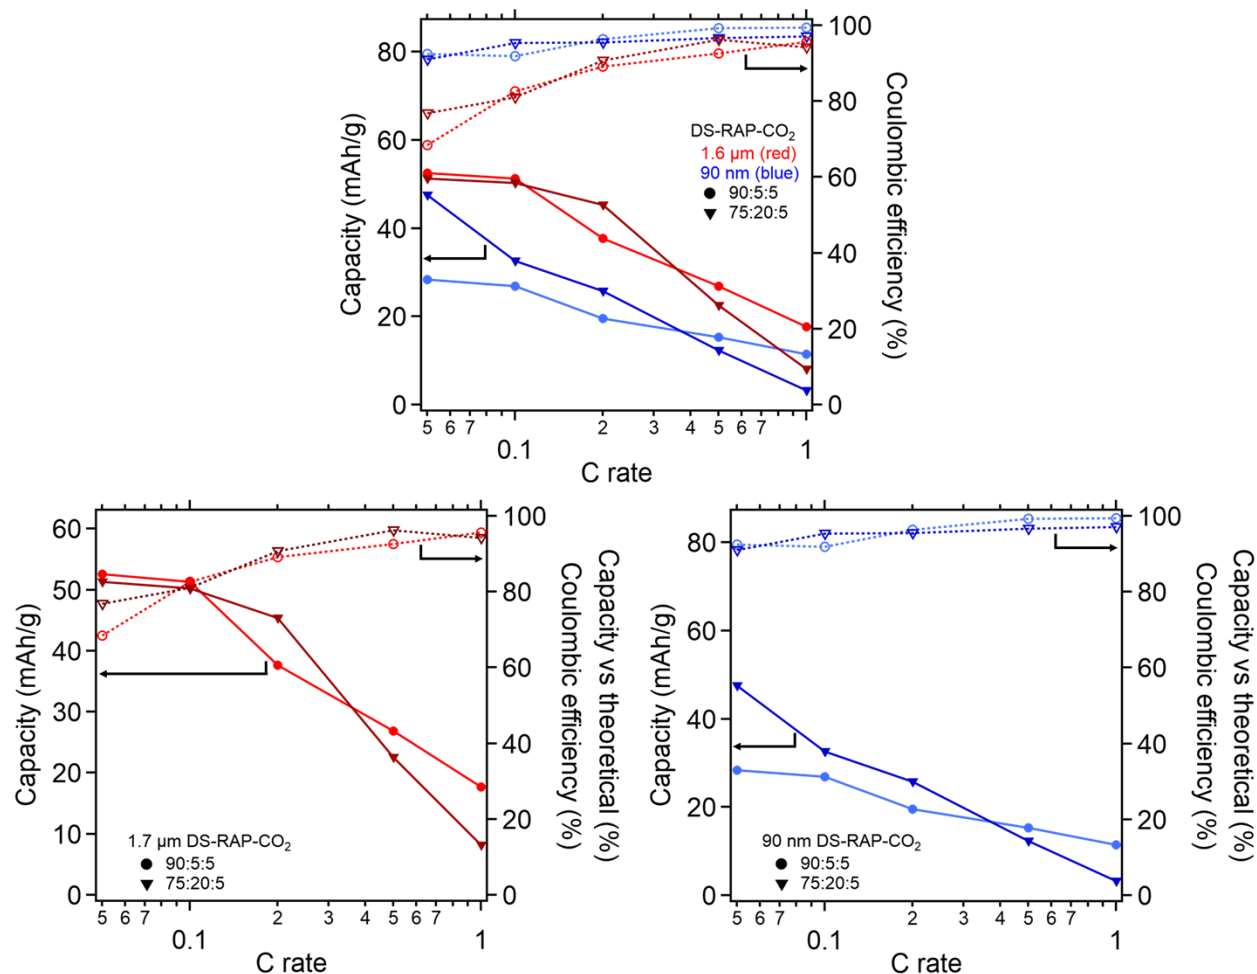 80
60
40
20
0
Capacity (mAh/g)
100
80
60
40
20
0
Coulombic efficiency (%)
DS-RAP-CO₂
1.6 µm (red)
90 nm (blue)
90:5:5
75:20:5
5 6 7 2 3 4 5 6 7
0.1 1
C rate
60
50
40
30
20
10
0
Capacity (mAh/g)
100
80
60
40
20
0
Capacity vs theoretical (%)
Coulombic efficiency (%)
1.7 µm DS-RAP-CO₂
90:5:5
75:20:5
5 6 7 2 3 4 5 6 7
0.1 1
C rate
80
60
40
20
0
Capacity (mAh/g)
100
80
60
40
20
0
Capacity vs theoretical (%)
Coulombic efficiency (%)
90 nm DS-RAP-CO₂
90:5:5
75:20:5
5 6 7 2 3 4 5 6 7
0.1 1
C rate